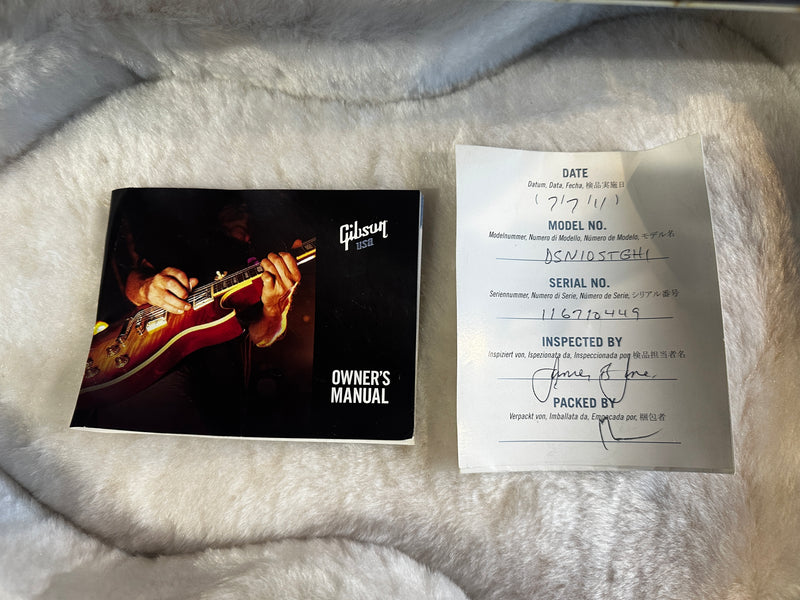 Gibson
usa
OWNER'S
MANUAL
DATE
Datum, Data, Fecha, 検品実施日
(7/7/11)
MODEL NO.
Modelnummer, Numero di Modello, Número de Modelo, モデル名
DSN10STGH1
SERIAL NO.
Seriennummer, Numero di Serie, Número de Serie, シリアル番号
116710449
INSPECTED BY
Inspiziert von, Ispezionata da, Inspeccionada por, 検品担当者名
James B
PACKED BY
Verpackt von, Imballata da, Empacada por, 梱包者